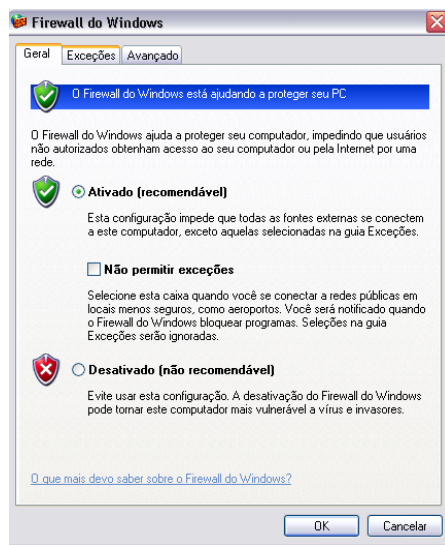 Firewall do Windows
Geral Exceções Avançado
O Firewall do Windows está ajudando a proteger seu PC
O Firewall do Windows ajuda a proteger seu computador, impedindo que usuários
não autorizados obtenham acesso ao seu computador ou pela Internet por uma
rede.
Ativado (recomendável)
Esta configuração impede que todas as fontes externas se conectem
a este computador, exceto aquelas selecionadas na guia Exceções.
Não permitir exceções
Selecione esta caixa quando você se conectar a redes públicas em
locais menos seguros, como aeroportos. Você será notificado quando
o Firewall do Windows bloquear programas. Seleções na guia
Exceções serão ignoradas.
Desativado (não recomendável)
Evite usar esta configuração. A desativação do Firewall do Windows
pode tornar este computador mais vulnerável a vírus e invasores.
O que mais devo saber sobre o Firewall do Windows?
OK Cancelar